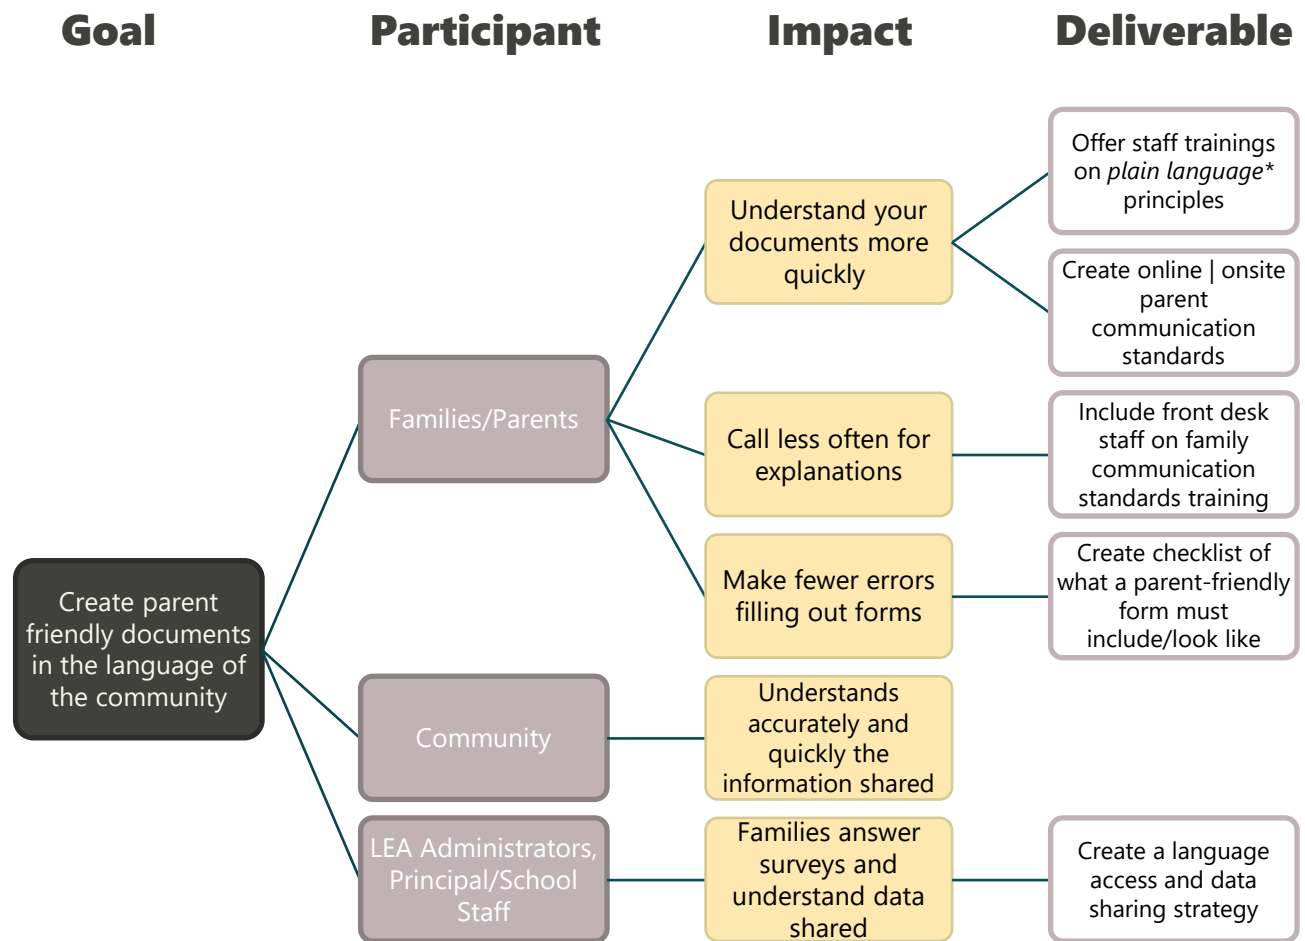 Goal
Participant
Impact
Deliverable
Create parent
friendly documents
in the language of
the community
Families/Parents
Understand your
documents more
quickly
Offer staff trainings
on plain language*
principles
Create online | onsite
parent
communication
standards
Call less often for
explanations
Include front desk
staff on family
communication
standards training
Make fewer errors
filling out forms
Create checklist of
what a parent-friendly
form must
include/look like
Community
Understands
accurately and
quickly the
information shared
LEA Administrators,
Principal/School
Staff
Families answer
surveys and
understand data
shared
Create a language
access and data
sharing strategy